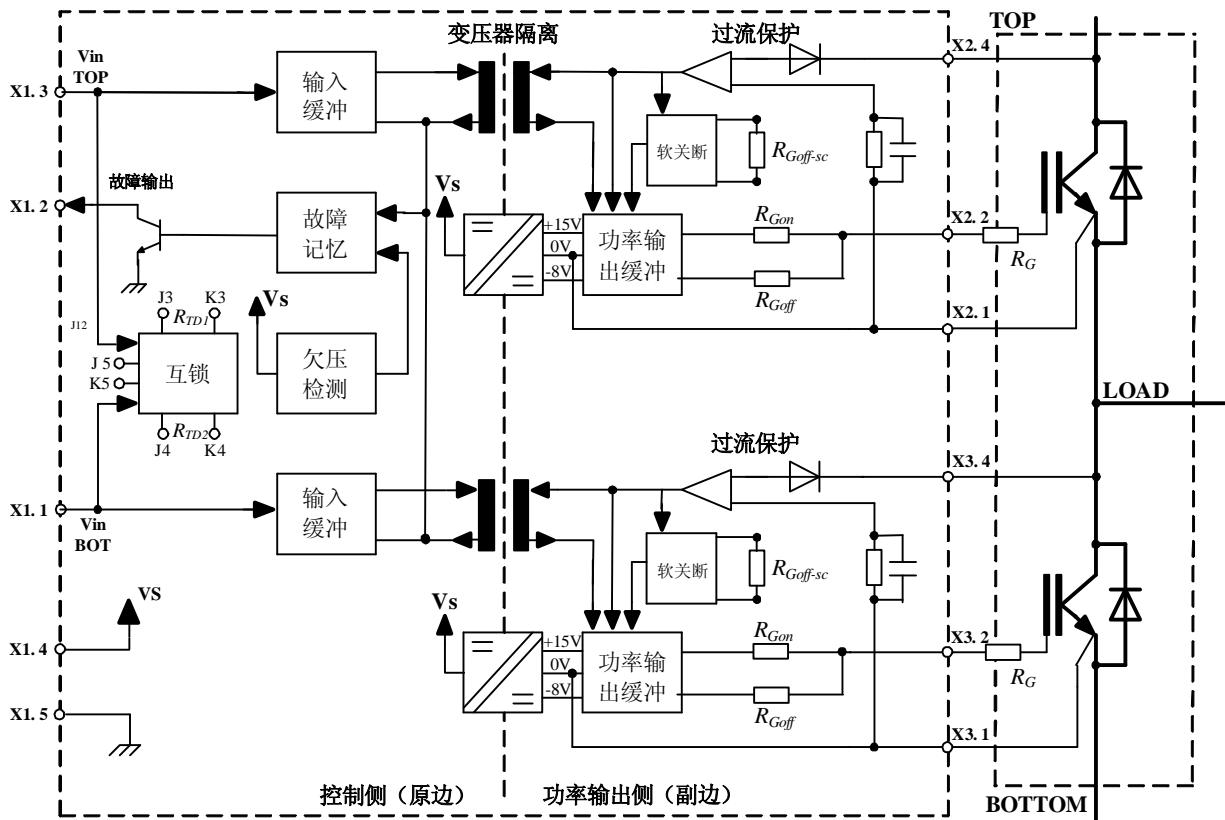 变压器隔离
过流保护
TOP
X2.4
Vin
TOP
X1.3
输入
缓冲
软关断
RGoff-sc
故障输出
X1.2
故障
记忆
Vs
+15V
0V
-8V
功率输
出缓冲
RGon
RGoff
X2.2
RG
X2.1
J3
K3
RTD1
J12
Vs
J 5
K5
互锁
欠压
检测
J4
RTD2
K4
LOAD
过流保护
X3.4
X1.1
Vin
BOT
输入
缓冲
软关断
RGoff-sc
VS
X1.4
Vs
+15V
0V
-8V
功率输
出缓冲
RGon
RGoff
X3.2
RG
X1.5
X3.1
控制侧（原边）
功率输出侧（副边）
BOTTOM